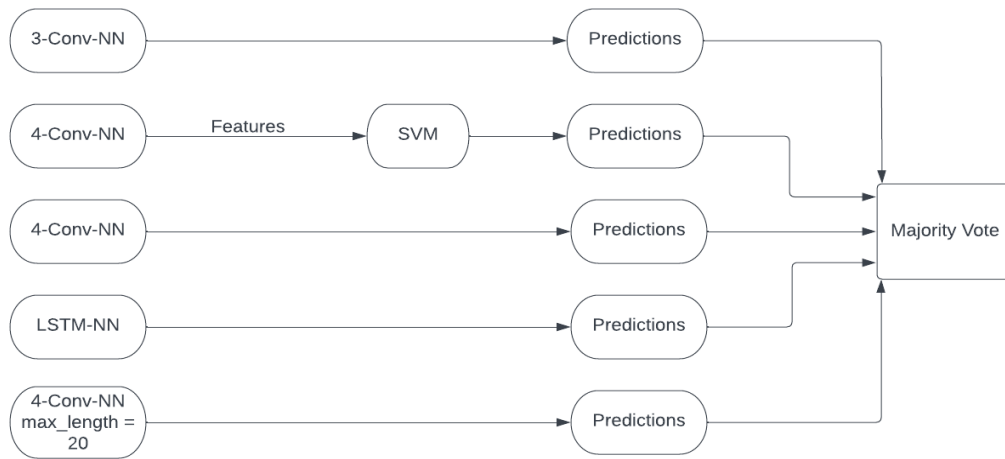 3-Conv-NN
Predictions
4-Conv-NN
Features
SVM
Predictions
4-Conv-NN
Predictions
Majority Vote
LSTM-NN
Predictions
4-Conv-NN
max_length =
20
Predictions